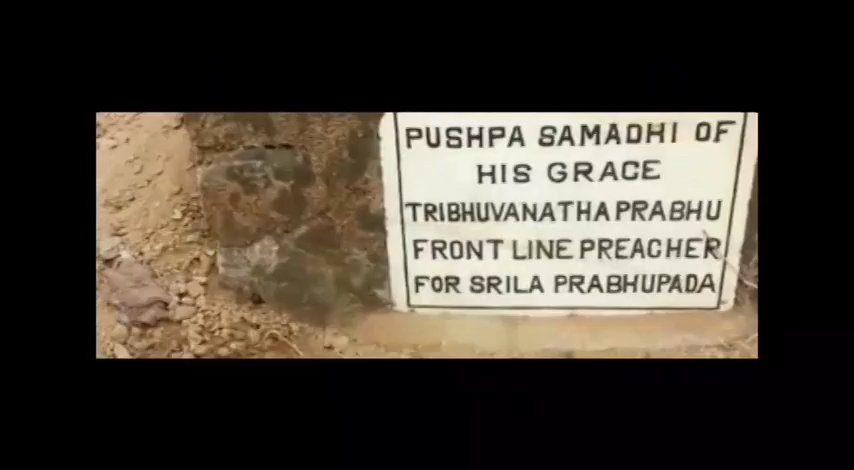 PUSHPA SAMADHI OF
HIS GRACE
TRIBHUVANATHA PRABHU
FRONT LINE PREACHER
FOR SRILA PRABHUPADA